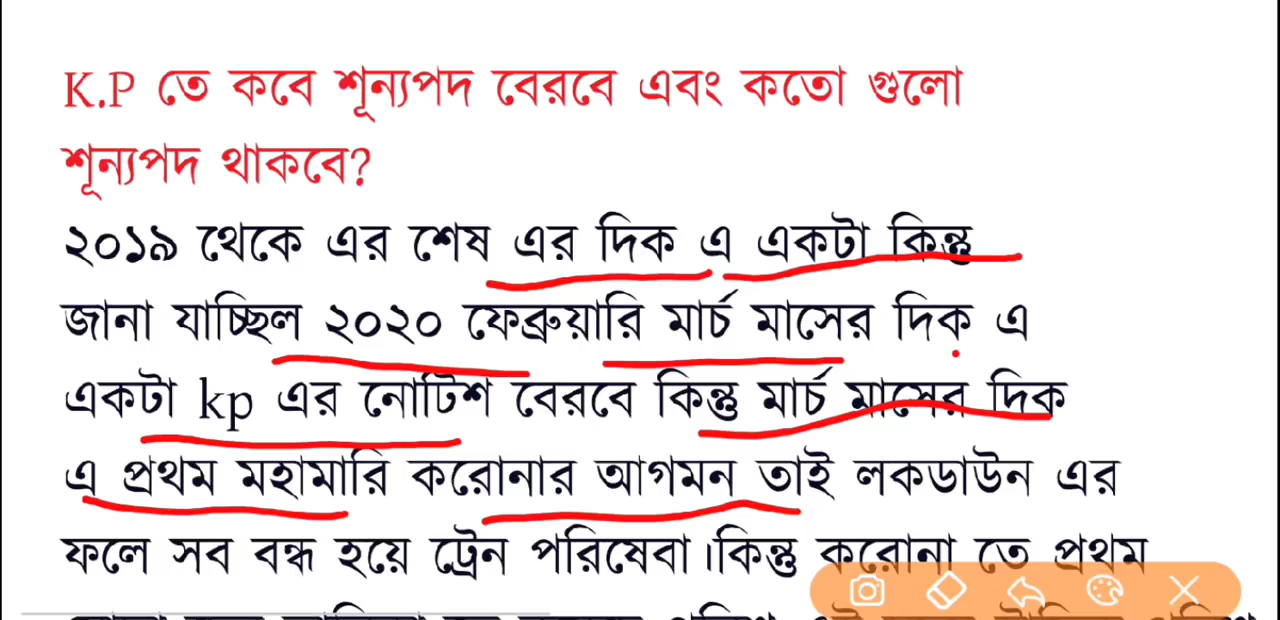 K.P তে কবে শূন্যপদ বেরবে এবং কতো গুলো
শূন্যপদ থাকবে?
২০১৯ থেকে এর শেষ এর দিক এ একটা কিন্তু
জানা যাচ্ছিল ২০২০ ফেব্রুয়ারি মার্চ মাসের দিক এ
একটা kp এর নোটিশ বেরবে কিন্তু মার্চ মাসের দিক
এ প্রথম মহামারি করোনার আগমন তাই লকডাউন এর
ফলে সব বন্ধ হয়ে ট্রেন পরিষেবা।কিন্তু করোনা তে প্রথম